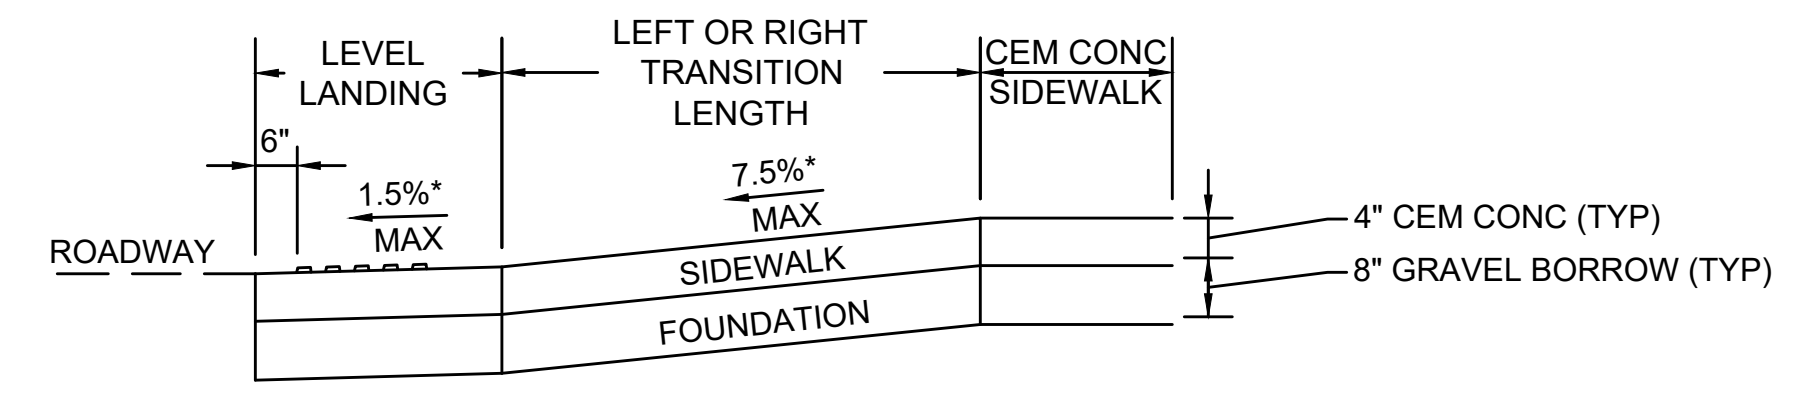 LEVEL
LANDING
LEFT OR RIGHT
TRANSITION
LENGTH
CEM CONC
SIDEWALK
6"
1.5%*
MAX
7.5%*
MAX
ROADWAY
SIDEWALK
FOUNDATION
4" CEM CONC (TYP)
8" GRAVEL BORROW (TYP)